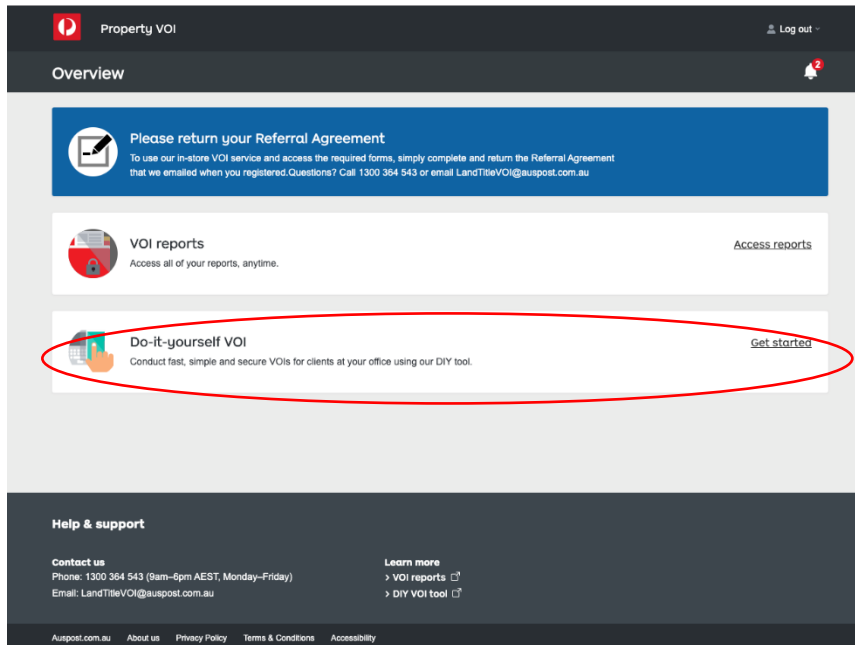 Property VOI
Log out
Overview
2
Please return your Referral Agreement
To use our in-store VOI service and access the required forms, simply complete and return the Referral Agreement
that we emailed when you registered.Questions? Call 1300 364 543 or email LandTitleVOI@auspost.com.au
VOI reports
Access reports
Access all of your reports, anytime.
Do-it-yourself VOI
Get started
Conduct fast, simple and secure VOIs for clients at your office using our DIY tool.
Help & support
Contact us
Phone: 1300 364 543 (9am–6pm AEST, Monday–Friday)
Email: LandTitleVOI@auspost.com.au
Learn more
> VOI reports
> DIY VOI tool
Auspost.com.au About us Privacy Policy Terms & Conditions Accessibility